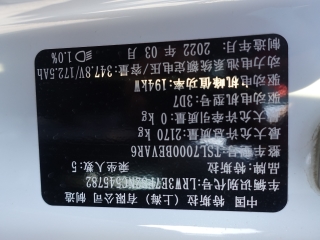 中国 特斯拉（上海）有限公司 制造
车辆识别代号:LRW3E7
品牌:特斯拉 乘坐人数:5
整车型号:TSL7000BEVAR6
最大允许总质量:2170 kg
最大允许牵引质量:0 kg
驱动电机型号:3D7
驱动电机峰值功率:194kW
动力电池系统额定电压/容量:347.8V/172.5Ah
制造年月:2022 年 03 月 1.0%